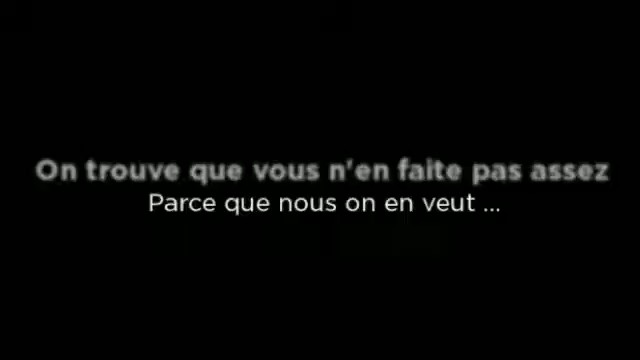 On trouve que vous n'en faite pas assez
Parce que nous on en veut ...